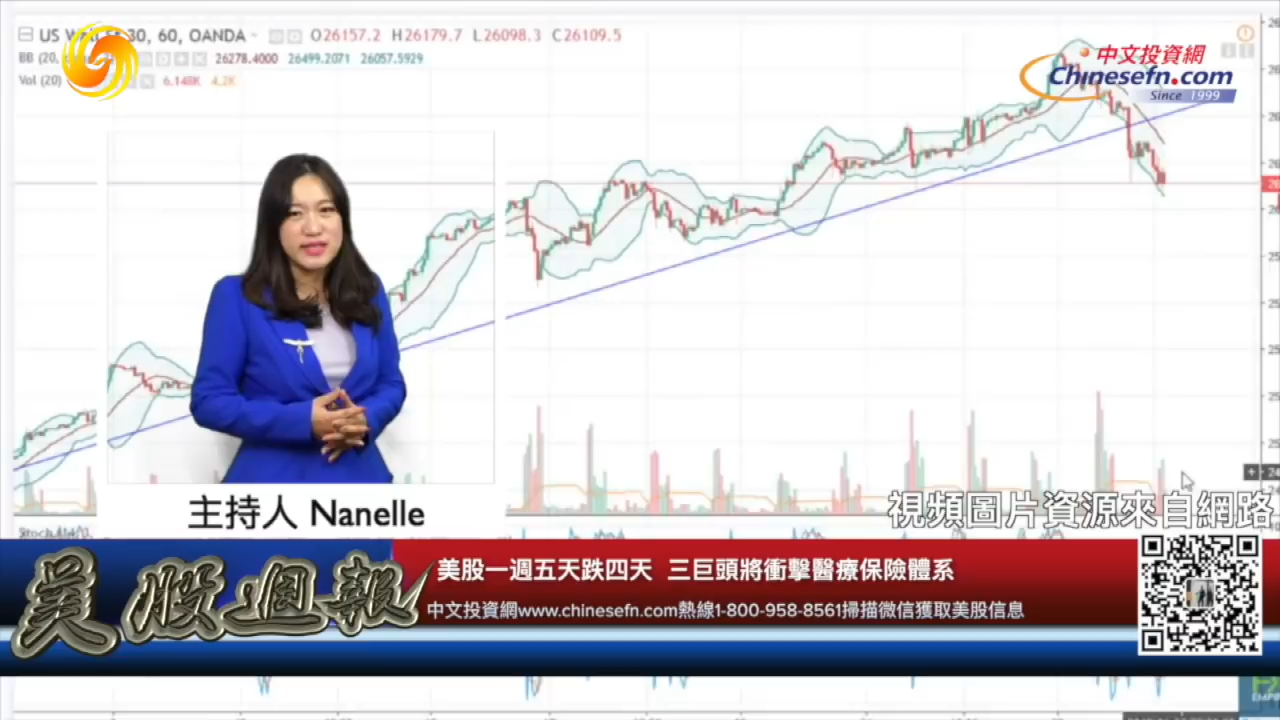 US Wall St 30, 60, OANDA O26157.2 H26179.7 L26098.3 C26109.5
BB (20, 26278.4000 26499.2071 26057.5929
Vol (20) 6.148K 4.2K
中文投資網
Chinesefn.com
Since 1999
主持人 Nanelle
視頻圖片資源來自網路
美股週報
美股一週五天跌四天 三巨頭將衝擊醫療保險體系
中文投資網www.chinesefn.com熱線1-800-958-8561掃描微信獲取美股信息